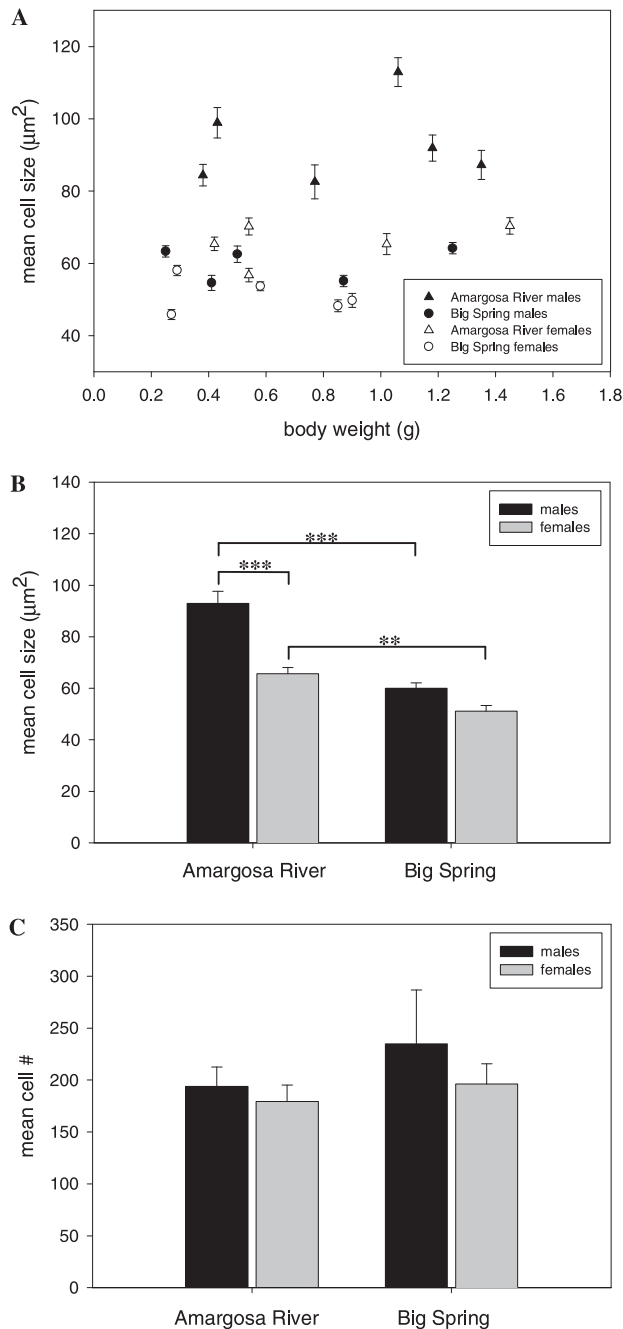 A
120
100
80
60
40
mean cell size (μm²)
0.0 0.2 0.4 0.6 0.8 1.0 1.2 1.4 1.6 1.8
body weight (g)
Amargosa River males
Big Spring males
Amargosa River females
Big Spring females
B
140
120
100
80
60
40
20
0
mean cell size (μm²)
males
females
***
***
**
Amargosa River Big Spring
C
350
300
250
200
150
100
50
0
mean cell #
males
females
Amargosa River Big Spring